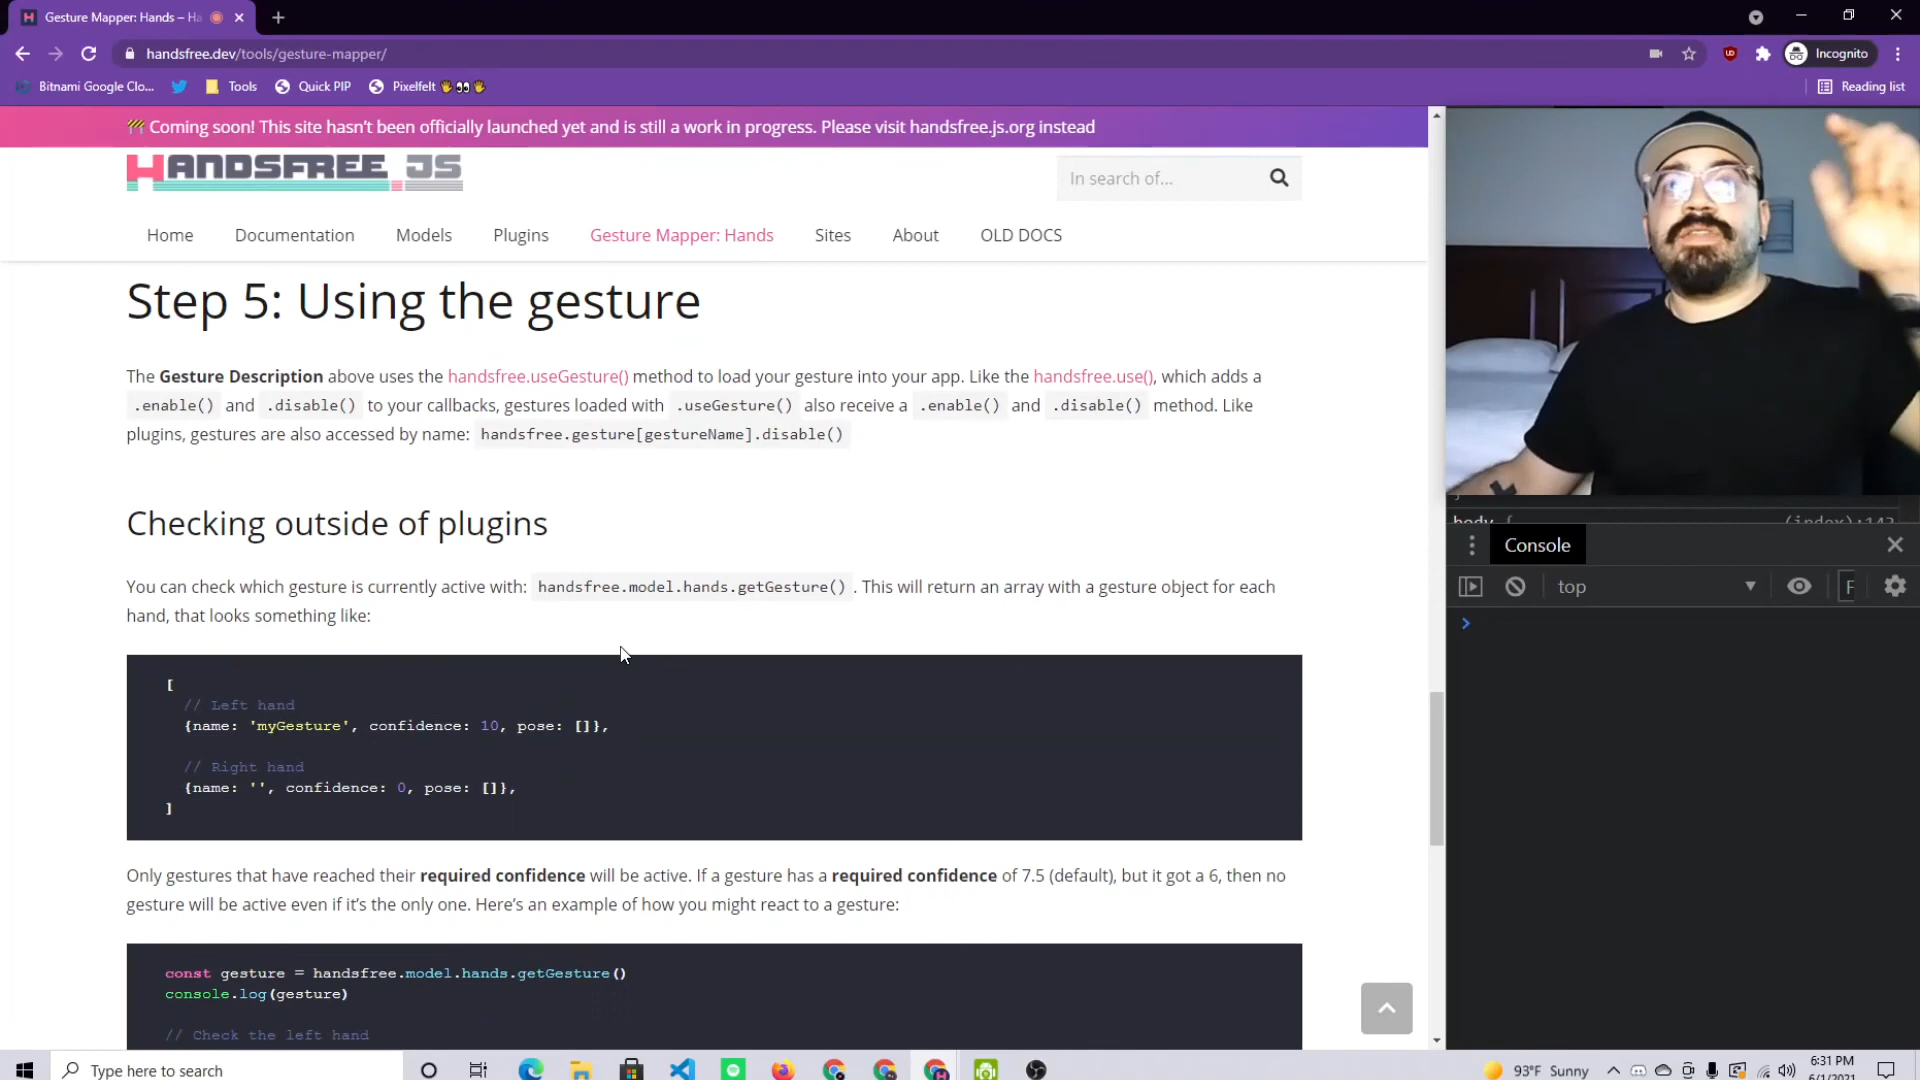 Gesture Mapper: Hands – Ha
handsfree.dev/tools/gesture-mapper/
Incognito
Bitnami Google Clo...
Tools
Quick PIP
Pixelfelt 🖐👀🖐
Reading list
🚧 Coming soon! This site hasn't been officially launched yet and is still a work in progress. Please visit handsfree.js.org instead
HANDSFREE.JS
In search of...
Home Documentation Models Plugins Gesture Mapper: Hands Sites About OLD DOCS
Step 5: Using the gesture
The Gesture Description above uses the handsfree.useGesture() method to load your gesture into your app. Like the handsfree.use(), which adds a
.enable() and .disable() to your callbacks, gestures loaded with .useGesture() also receive a .enable() and .disable() method. Like
plugins, gestures are also accessed by name: handsfree.gesture[gestureName].disable()
Checking outside of plugins
You can check which gesture is currently active with: handsfree.model.hands.getGesture() . This will return an array with a gesture object for each
hand, that looks something like:
[
// Left hand
{name: 'myGesture', confidence: 10, pose: []},
// Right hand
{name: '', confidence: 0, pose: []},
]
Only gestures that have reached their required confidence will be active. If a gesture has a required confidence of 7.5 (default), but it got a 6, then no
gesture will be active even if it's the only one. Here's an example of how you might react to a gesture:
const gesture = handsfree.model.hands.getGesture()
console.log(gesture)
// Check the left hand
body { (index):142
Console
top
F
Type here to search
93°F Sunny
6:31 PM
6/1/2021